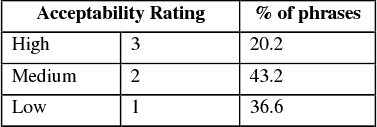 Acceptability Rating % of phrases
High 3 20.2
Medium 2 43.2
Low 1 36.6